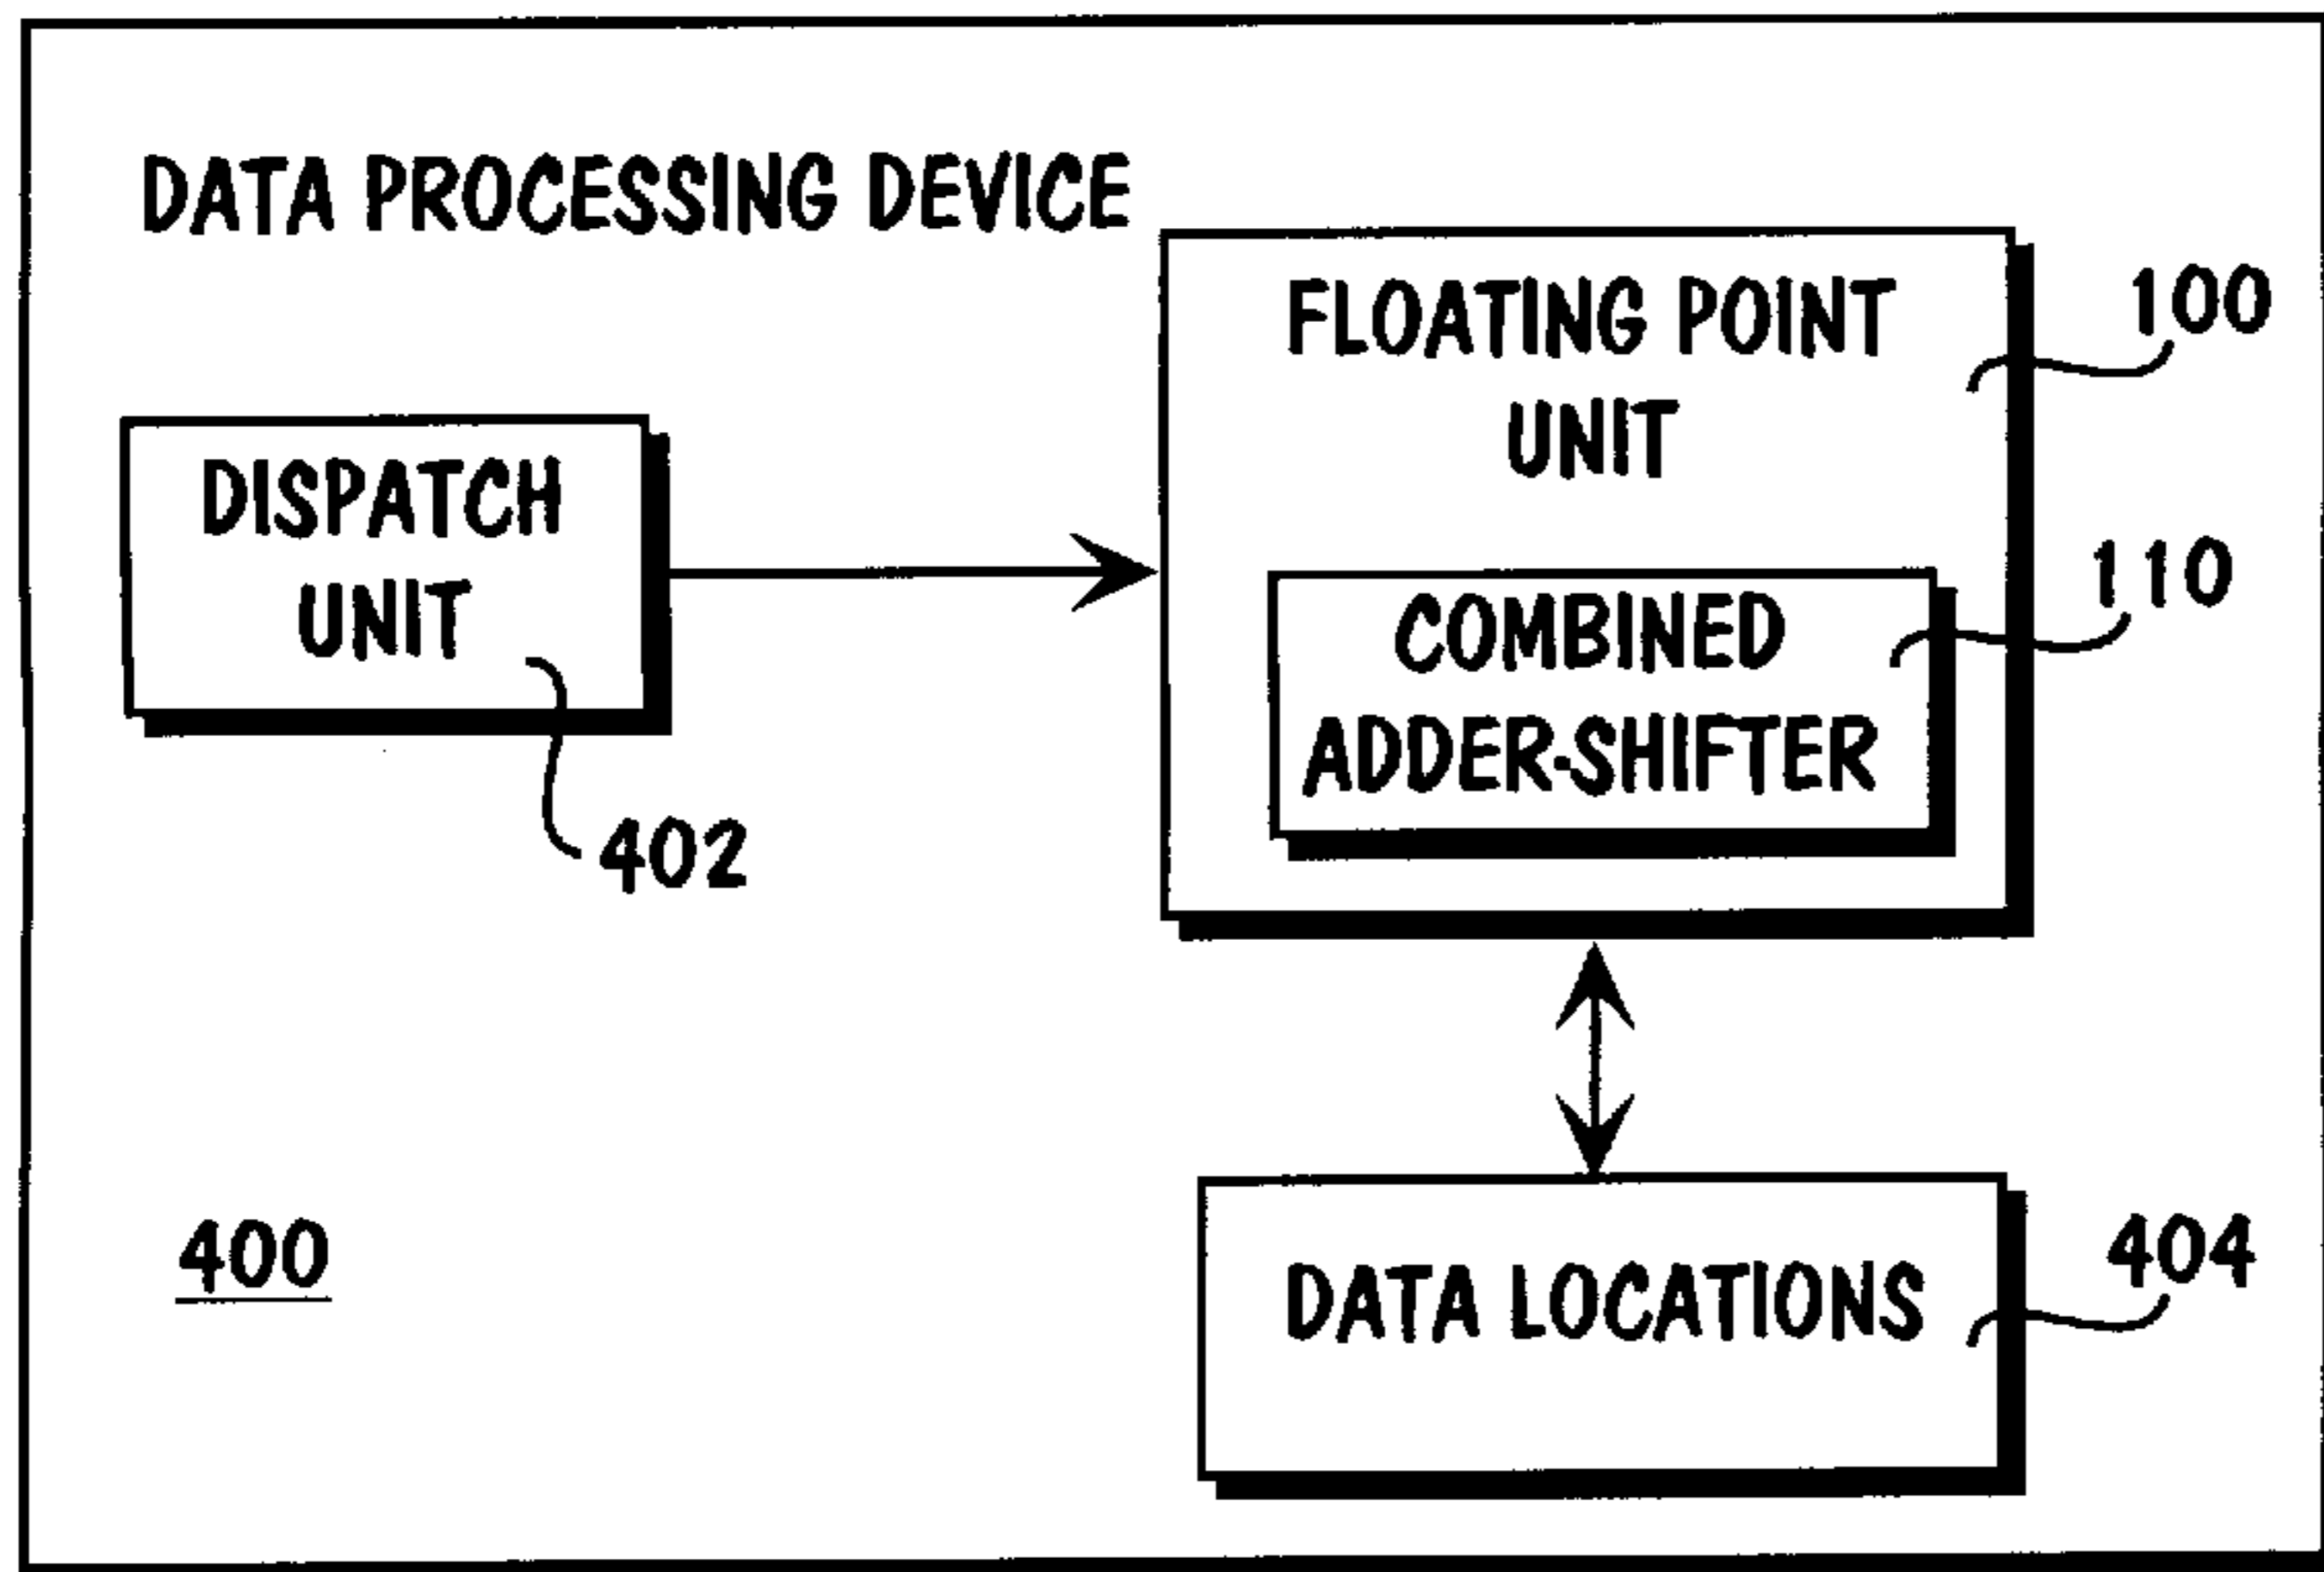 DATA PROCESSING DEVICE
FLOATING POINT
UNIT
100
DISPATCH
UNIT
402
COMBINED
ADDER-SHIFTER
110
400
DATA LOCATIONS
404